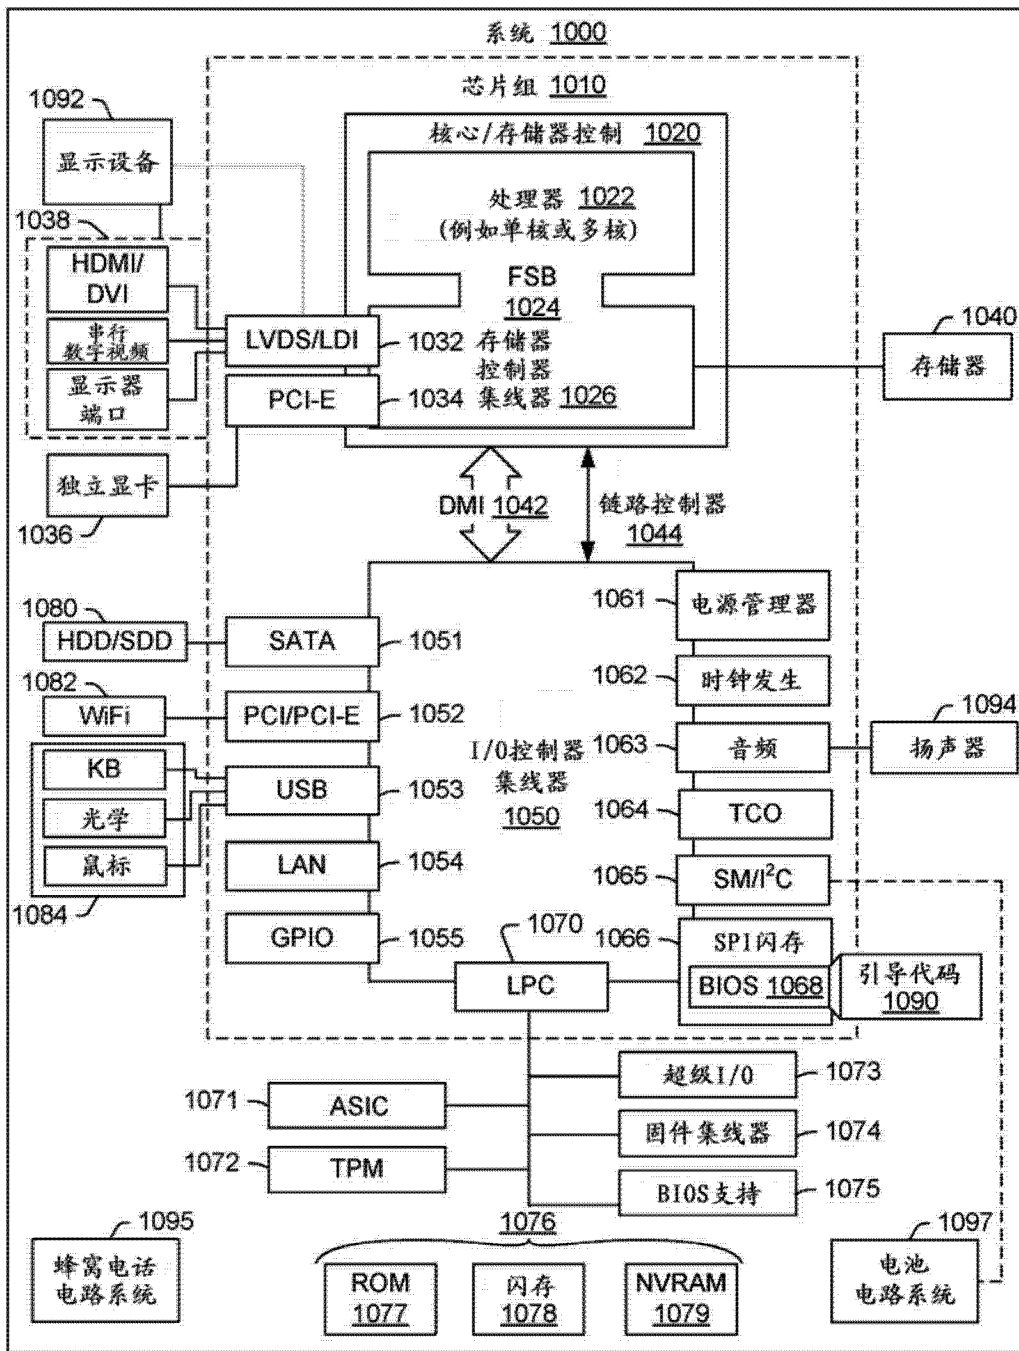 系统 1000
芯片组 1010
1092
显示设备
核心/存储器控制 1020
处理器 1022
(例如单核或多核)
1038
HDMI/
DVI
串行
数字视频
显示器
端口
FSB
1024
LVDS/LDI
1032
PCI-E
1034
存储器
控制器
集线器 1026
1040
存储器
独立显卡
1036
DMI 1042
链路控制器
1044
1080
HDD/SDD
SATA
1051
1082
WiFi
PCI/PCI-E
1052
KB
光学
鼠标
1084
USB
1053
LAN
1054
GPIO
1055
I/O控制器
集线器
1050
1061
电源管理器
1062
时钟发生
1063
音频
1094
扬声器
1064
TCO
1065
SM/I²C
1066
SPI闪存
BIOS 1068
引导代码
1090
1070
LPC
1071
ASIC
1072
TPM
超级I/O
1073
固件集线器
1074
BIOS支持
1075
1095
蜂窝电话
电路系统
1076
ROM
1077
闪存
1078
NVRAM
1079
1097
电池
电路系统